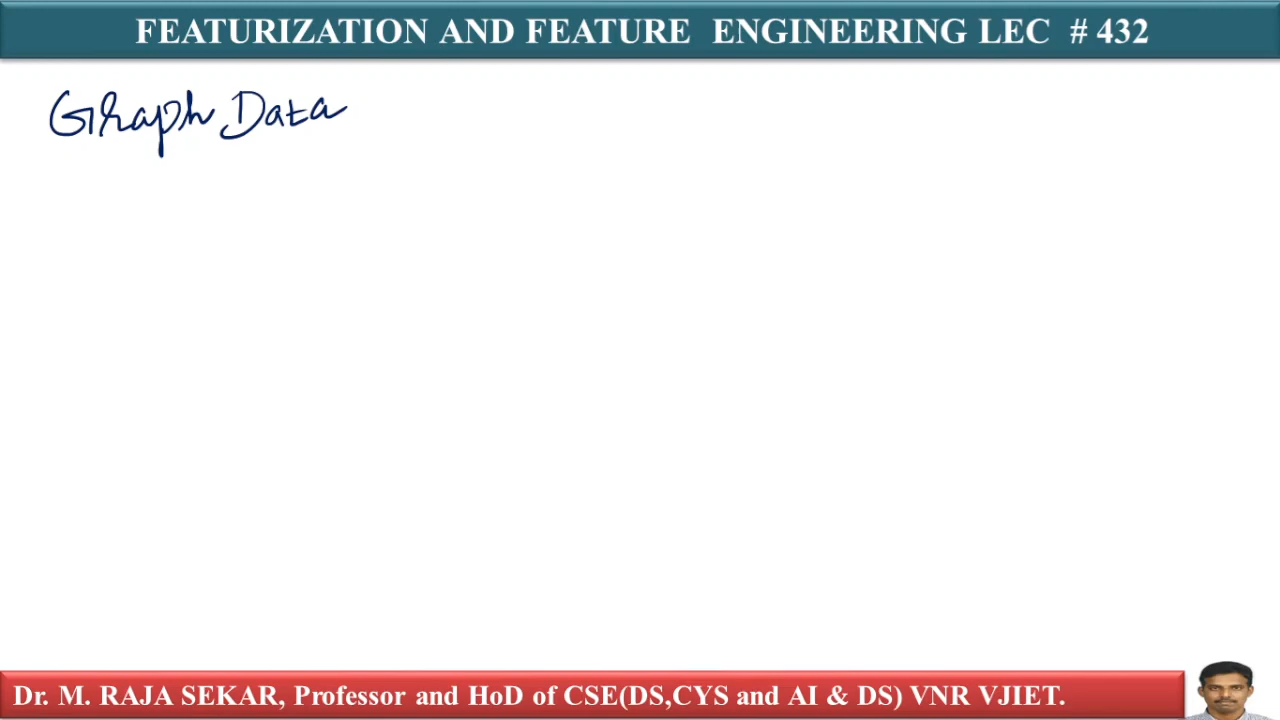 FEATURIZATION AND FEATURE ENGINEERING LEC # 432
Graph Data
Dr. M. RAJA SEKAR, Professor and HoD of CSE(DS,CYS and AI & DS) VNR VJIET.